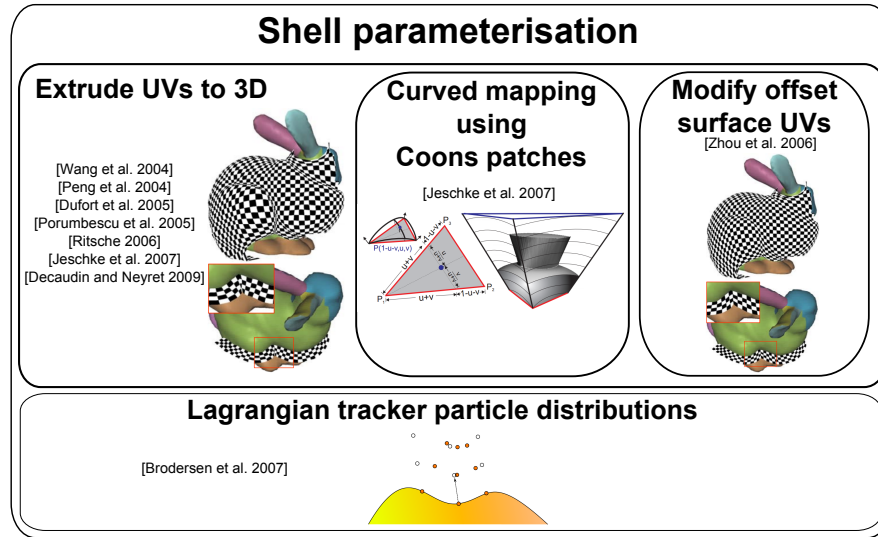 Shell parameterisation
Extrude UVs to 3D
[Wang et al. 2004]
[Peng et al. 2004]
[Dufort et al. 2005]
[Porumbescu et al. 2005]
[Ritsche 2006]
[Jeschke et al. 2007]
[Decaudin and Neyret 2009]
Curved mapping
using
Coons patches
[Jeschke et al. 2007]
P(1-u-v,u,v)
1-u-v
u+v
P₁
u+v
1-u-v
Modify offset
surface UVs
[Zhou et al. 2006]
Lagrangian tracker particle distributions
[Brodersen et al. 2007]